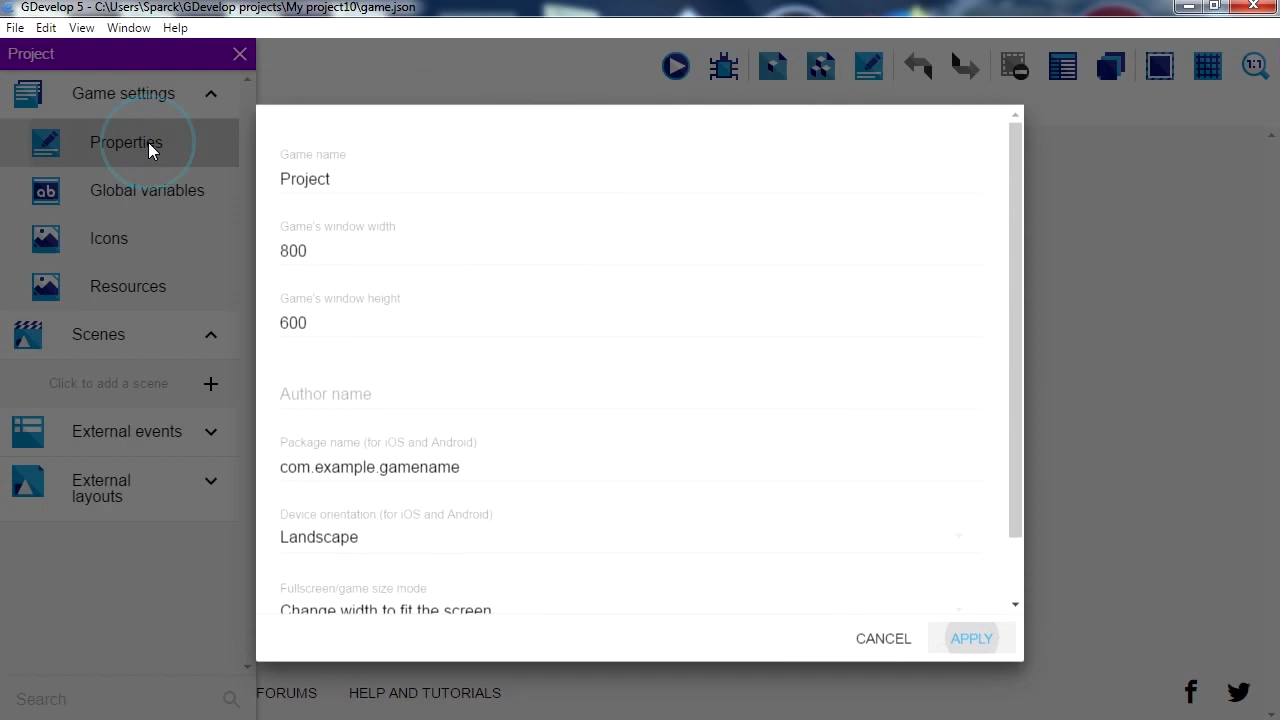 GDevelop 5 - C:\Users\Sparck\GDevelop projects\My project10\game.json
File Edit View Window Help
Project
Game settings
Properties
Global variables
Icons
Resources
Scenes
Click to add a scene
External events
External
layouts
Search
1:1
Game name
Project
Game's window width
800
Game's window height
600
Author name
Package name (for iOS and Android)
com.example.gamename
Device orientation (for iOS and Android)
Landscape
Fullscreen/game size mode
Change width to fit the screen
CANCEL APPLY
FORUMS HELP AND TUTORIALS